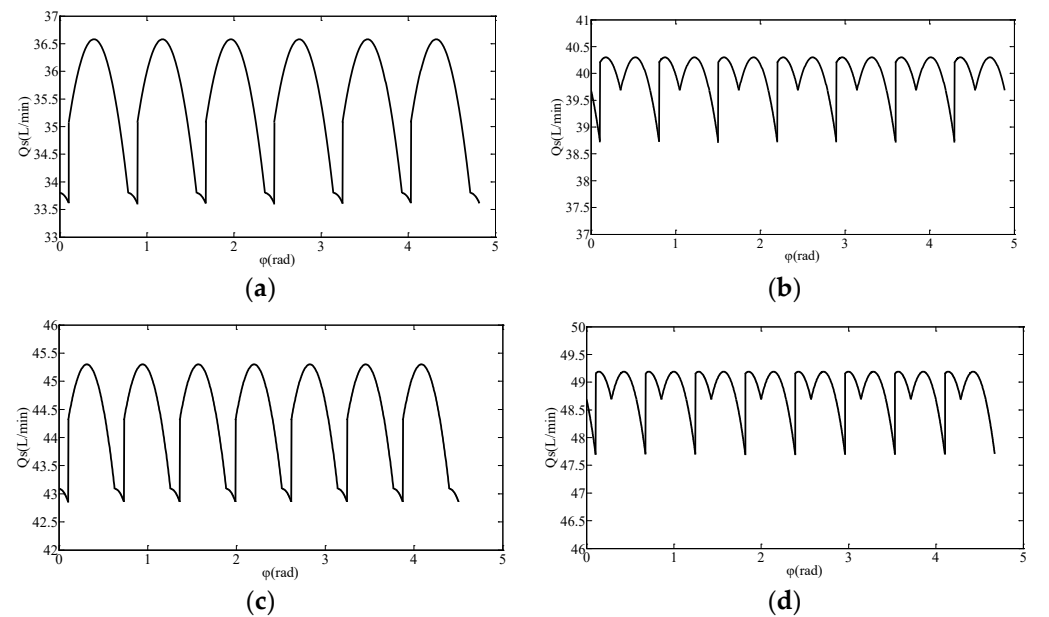 37
36.5
36
35.5
35
34.5
34
33.5
33
Qs(L/min)
0 1 2 3 4 5
φ(rad)
(a)
41
40.5
40
39.5
39
38.5
38
37.5
37
Qs(L/min)
0 1 2 3 4 5
φ(rad)
(b)
46
45.5
45
44.5
44
43.5
43
42.5
42
Qs(L/min)
0 1 2 3 4 5
φ(rad)
(c)
50
49.5
49
48.5
48
47.5
47
46.5
46
Qs(L/min)
0 1 2 3 4 5
φ(rad)
(d)